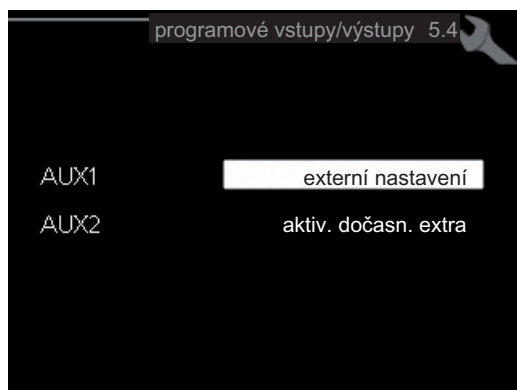 programové vstupy/výstupy 5.4
AUX1 externí nastavení
AUX2 aktiv. dočasn. extra